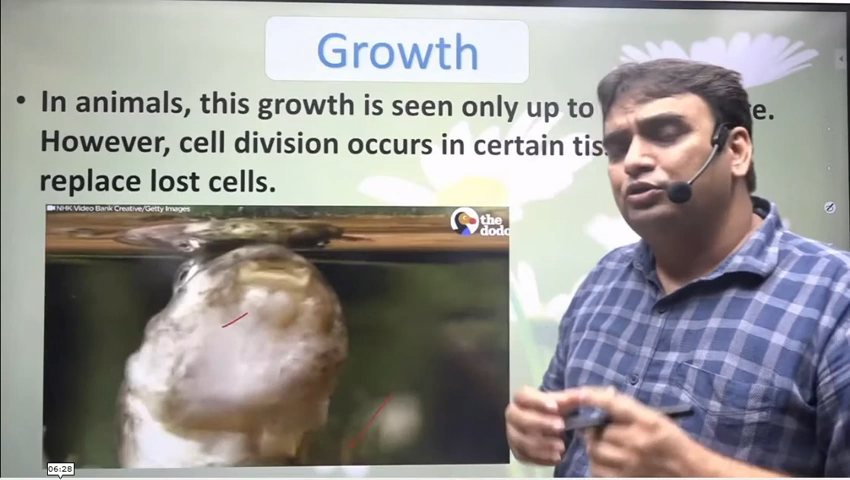 Growth
• In animals, this growth is seen only up to
However, cell division occurs in certain
replace lost cells.
NHK Video Bank Creative/Getty Images
the
dodo
06:28